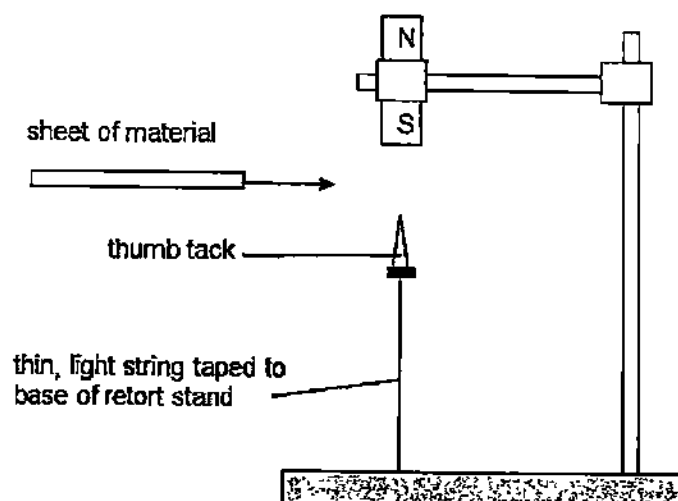 N
S
sheet of material
thumb tack
thin, light string taped to
base of retort stand